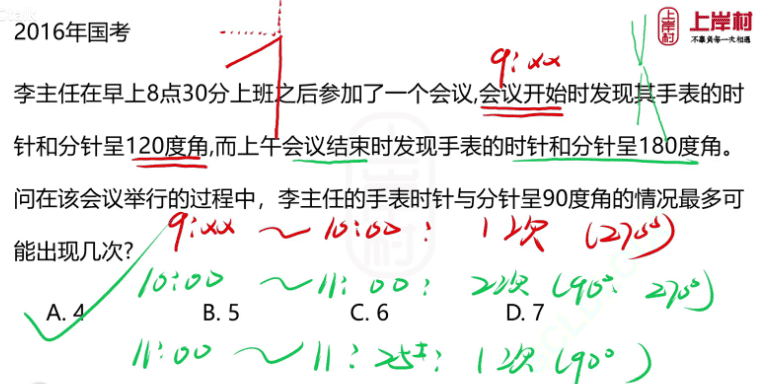 2016年国考
上岸村
上岸村
不辜负每一次相遇
9:xx
李主任在早上8点30分上班之后参加了一个会议,会议开始时发现其手表的时
针和分针呈120度角,而上午会议结束时发现手表的时针和分针呈180度角。
问在该会议举行的过程中，李主任的手表时针与分针呈90度角的情况最多可
能出现几次?
9:xx ～ 10:00: 1次 (270°)
10:00 ～ 11:00: 2次 (90° 270°)
A. 4 B. 5 C. 6 D. 7
11:00 ～ 11:25±: 1次 (90°)